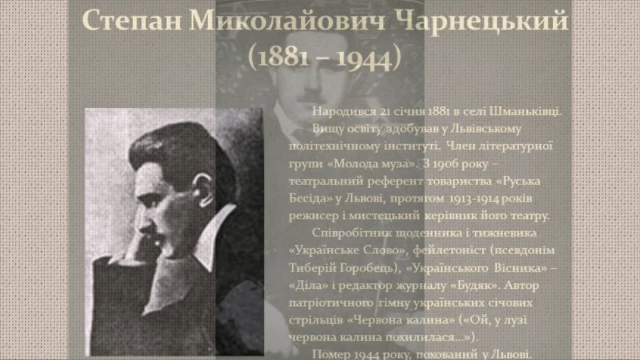 Степан Миколайович Чарнецький
(1881 – 1944)
Народився 21 січня 1881 в селі Шманьківці.
Вищу освіту здобував у Львівському
політехнічному інституті. Член літературної
групи «Молода муза». З 1906 року –
театральний референт товариства «Руська
Бесіда» у Львові, протягом 1913-1914 років
режисер і мистецький керівник його театру.
Співробітник щоденника і тижневика
«Українське Слово», фейлетоніст (псевдонім
Тиберій Горобець), «Українського Вісника» –
«Діла» і редактор журналу «Будяк». Автор
патріотичного гімну українських січових
стрільців «Червона калина» («Ой, у лузі
червона калина похилилася...»).
Помер 1944 року, похований у Львові.